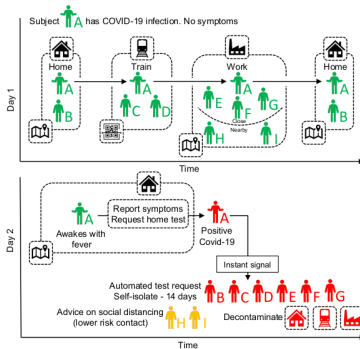 Subject A has COVID-19 infection. No symptoms
Home Train Work Home
A A A A
B C D E F G B
Close
Nearby
H I
Day 1
Time
Report symptoms
Request home test
A A
Awakes with
fever
Positive
Covid-19
Instant signal
Automated test request
Self-isolate - 14 days
B C D E F G
Advice on social distancing
(lower risk contact)
H I
Decontaminate
Day 2
Time